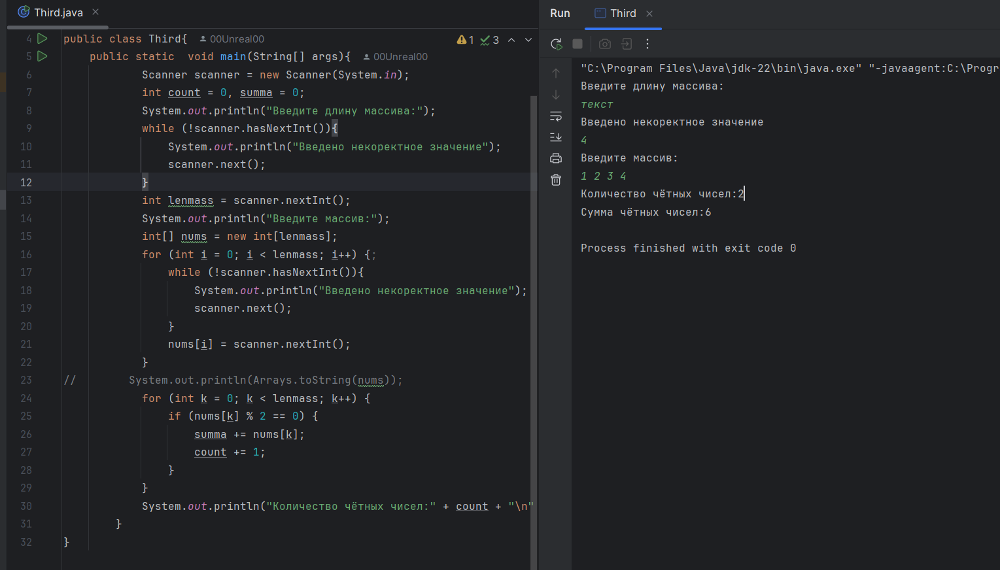 Third.java
4 public class Third{ 00Unreal00
1 3
5 public static  void main(String[] args){ 00Unreal00
6 Scanner scanner = new Scanner(System.in);
7 int count = 0, summa = 0;
8 System.out.println("Введите длину массива:");
9 while (!scanner.hasNextInt()){
10 System.out.println("Введено некоректное значение");
11 scanner.next();
12 }
13 int lenmass = scanner.nextInt();
14 System.out.println("Введите массив:");
15 int[] nums = new int[lenmass];
16 for (int i = 0; i < lenmass; i++) {;
17 while (!scanner.hasNextInt()){
18 System.out.println("Введено некоректное значение");
19 scanner.next();
20 }
21 nums[i] = scanner.nextInt();
22 }
23 //        System.out.println(Arrays.toString(nums));
24 for (int k = 0; k < lenmass; k++) {
25 if (nums[k] % 2 == 0) {
26 summa += nums[k];
27 count += 1;
28 }
29 }
30 System.out.println("Количество чётных чисел:" + count + "\n"
31 }
32 }
Run
Third
"C:\Program Files\Java\jdk-22\bin\java.exe" "-javaagent:C:\Progr
Введите длину массива:
текст
Введено некоректное значение
4
Введите массив:
1 2 3 4
Количество чётных чисел:2
Сумма чётных чисел:6
Process finished with exit code 0